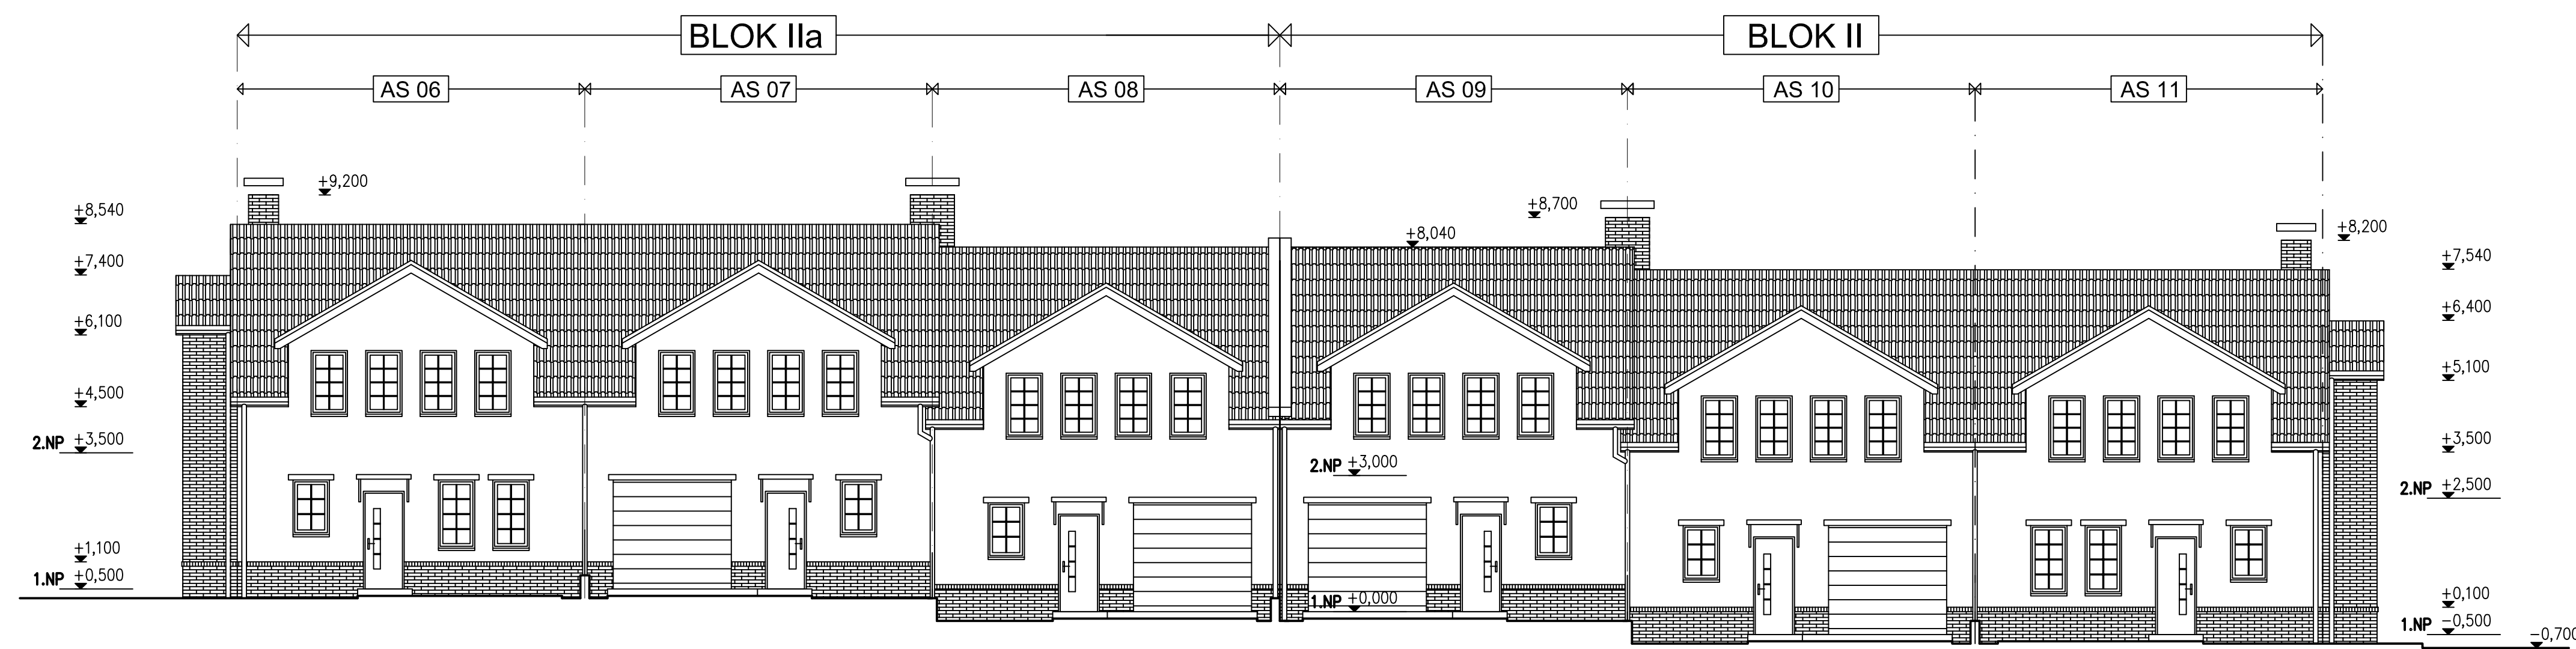 BLOK IIa BLOK II
AS 06 AS 07 AS 08 AS 09 AS 10 AS 11
+9,200
+8,700
+8,540
+8,040
+8,200
+7,400
+7,540
+6,100
+6,400
+4,500
+5,100
2.NP +3,500
+3,500
2.NP +3,000
2.NP +2,500
+1,100
1.NP +0,500
1.NP +0,000
+0,100
1.NP -0,500
-0,700